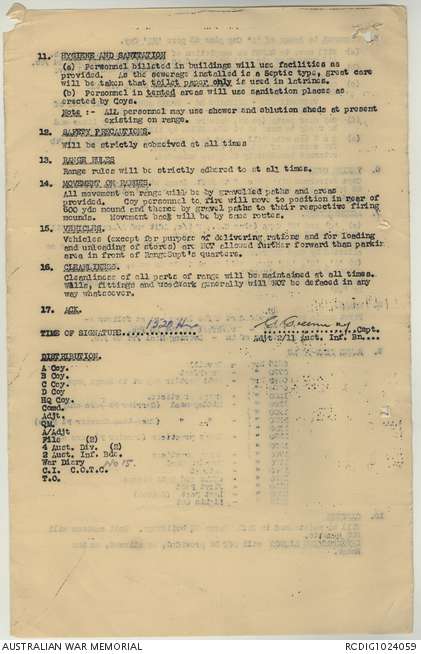 11. HYGIENE AND SANITATION
(a) Personnel billeted in buildings will use facilities as
provided. As the sewerage installed is a Septic type, great care
will be taken that toilet paper only is used in latrines.
(b) Personnel in tented areas will use sanitation places as
erected by Coys.
Note :- ALL personnel may use shower and ablution sheds at present
existing on range.
12. SAFETY PRECAUTIONS.
Will be strictly observed at all times
13. RANGE RULES
Range rules will be strictly adhered to at all times.
14. MOVEMENT ON RANGES.
All movement on range will be by gravelled paths and areas
provided. Coy personnel to fire will move to position in rear of
500 yds mound and thence by gravel paths to their respective firing
mounds. Movement back will be by same routes.
15. VEHICLES.
Vehicles (except for purpose of delivering rations and for loading
and unloading of stores) are NOT allowed further forward than parkin
area in front of Range Supt's quarters.
16. CLEANLINESS.
Cleanliness of all parts of range will be maintained at all times.
Walls, fittings and woodwork generally will NOT be defaced in any
way whatsoever.
17. ACK.
TIME OF SIGNATURE 1320 Hrs Capt.
Adjt 2/11 Aust. Inf. Bn....
DISTRIBUTION.
A Coy.
B Coy.
C Coy.
D Coy
HQ Coy.
Comd.
Adjt.
QM.
A/Adjt
File (2)
4 Aust. Div. (2)
2 Aust. Inf. Bde.
War Diary No 15.
C.I. C.O.T.C.
T.O.
AUSTRALIAN WAR MEMORIAL
RCDIG1024059